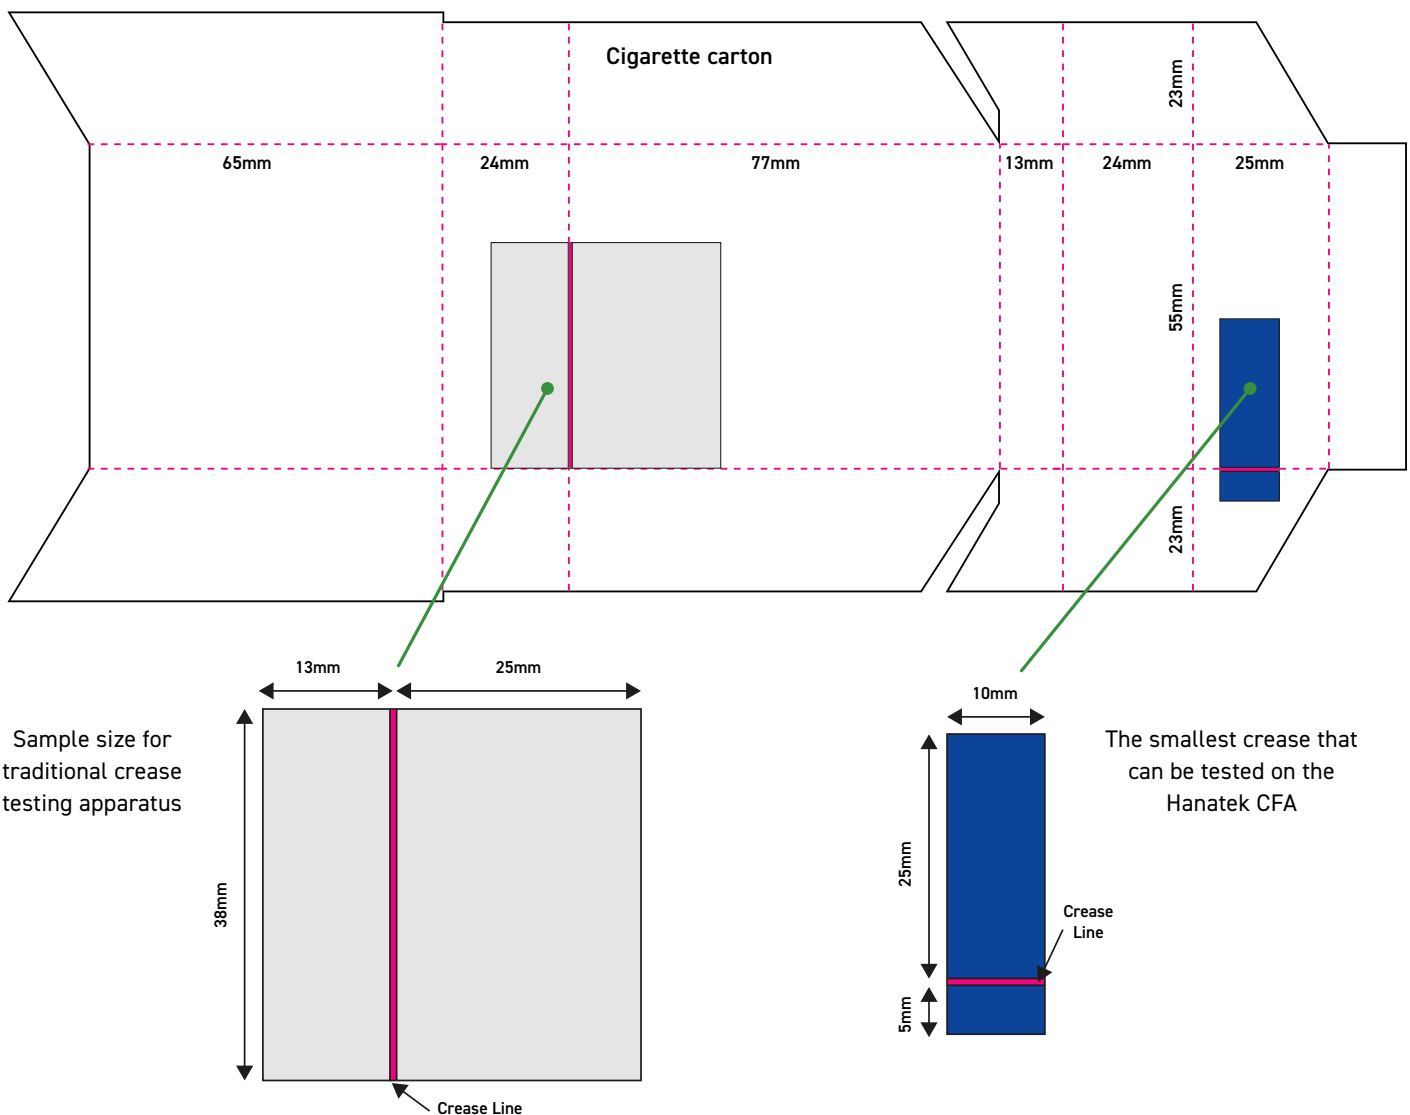 Cigarette carton
23mm
65mm
24mm
77mm
13mm
24mm
25mm
55mm
23mm
13mm
25mm
38mm
Sample size for
traditional crease
testing apparatus
Crease Line
10mm
25mm
5mm
Crease
Line
The smallest crease that
can be tested on the
Hanatek CFA